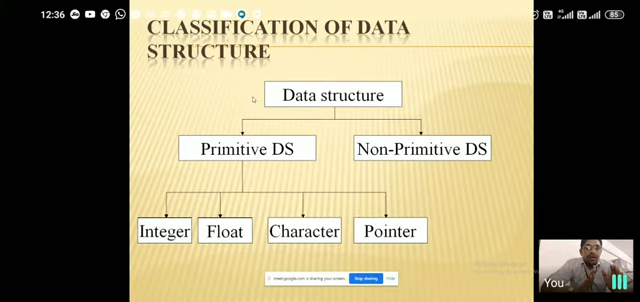 12:36
85
CLASSIFICATION OF DATA
STRUCTURE
Data structure
Primitive DS
Non-Primitive DS
Integer
Float
Character
Pointer
meet.google.com is sharing your screen.
Stop sharing
Hide
You